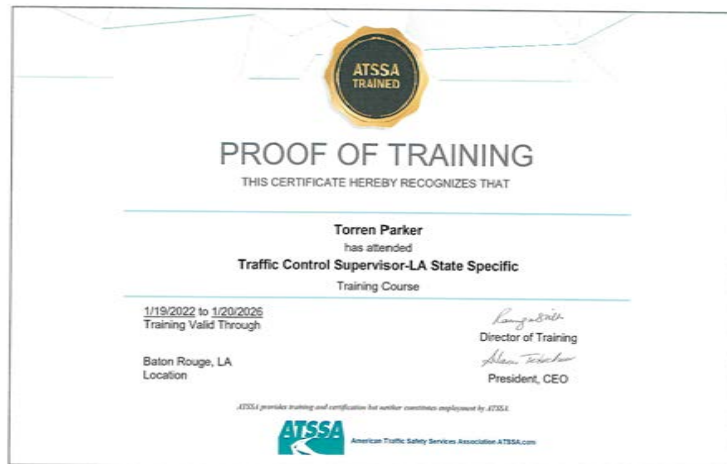 ATSSA
TRAINED
PROOF OF TRAINING
THIS CERTIFICATE HEREBY RECOGNIZES THAT
Torren Parker
has attended
Traffic Control Supervisor-LA State Specific
Training Course
1/19/2022 to 1/20/2026
Training Valid Through
Director of Training
Baton Rouge, LA
Location
President, CEO
ATSSA provides training and certification but neither constitutes employment by ATSSA.
ATSSA
American Traffic Safety Services Association ATSSA.com